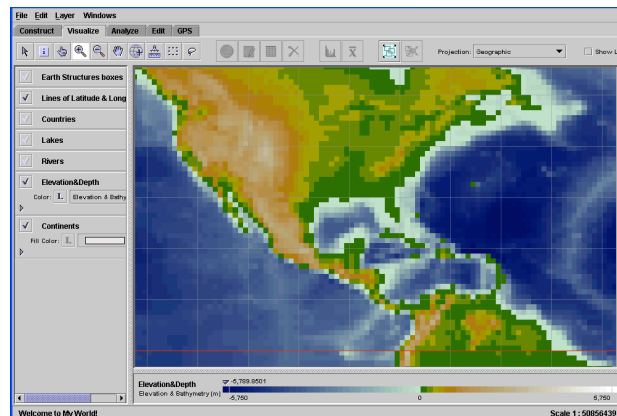 File Edit Layer Windows
Construct Visualize Analyze Edit GPS
Projection: Geographic Show L
Earth Structures boxes
Lines of Latitude & Long
Countries
Lakes
Rivers
Elevation&Depth
Color: L Elevation & Bathy
Continents
Fill Color: L
Elevation&Depth
Elevation & Bathymetry (m)
-5,789.8501
-5,750 0 5,750
Welcome to My World! Scale 1 : 50856439